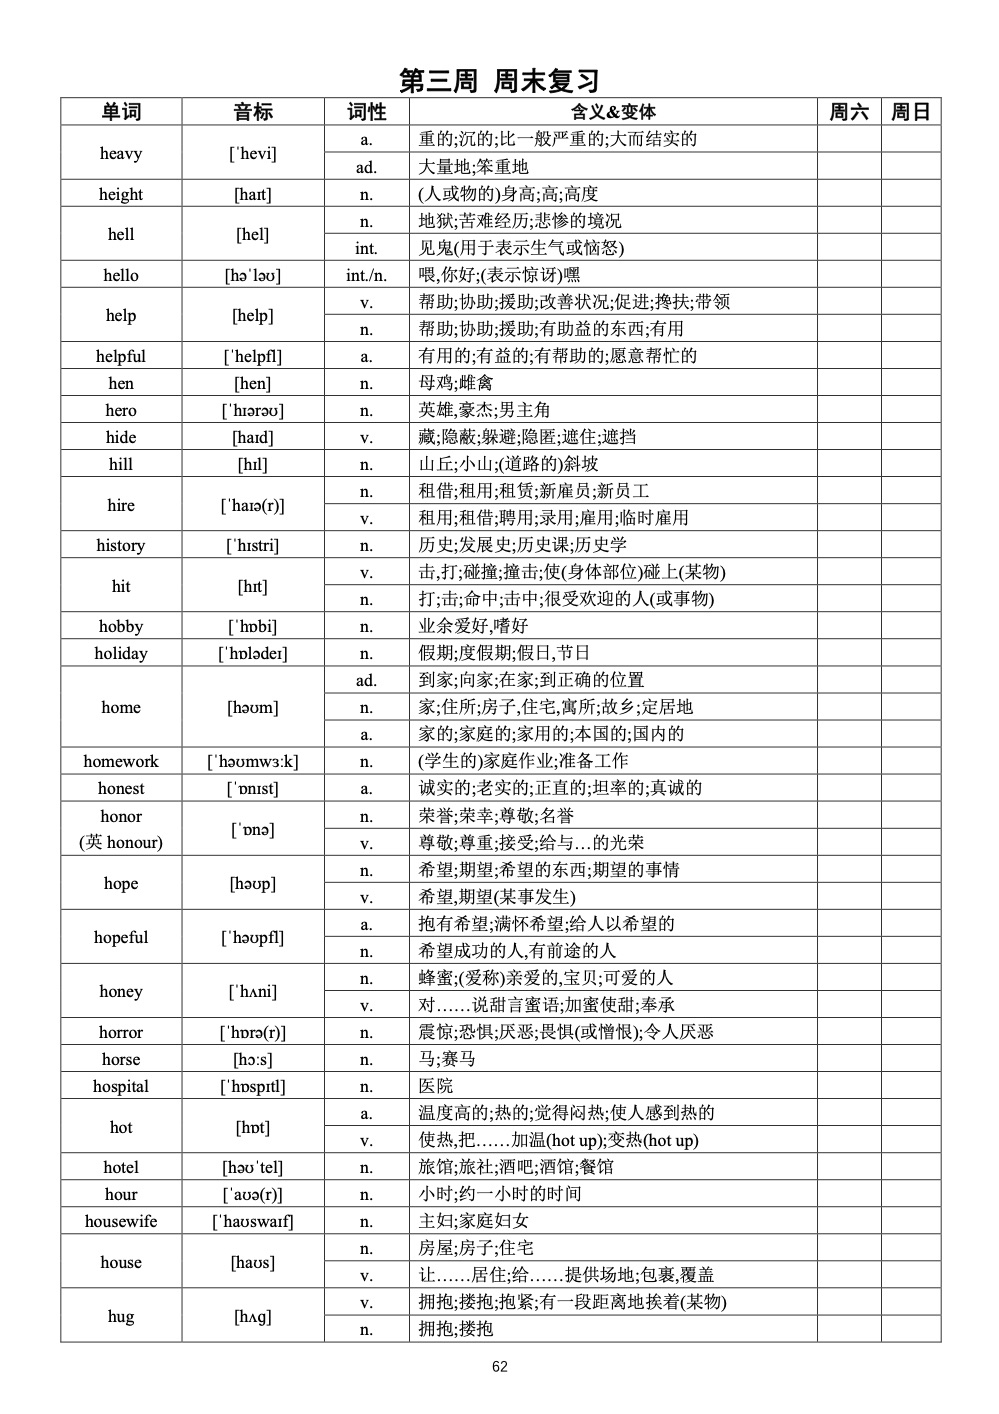 第三周 周末复习
单词 音标 词性 含义&变体 周六 周日
heavy [ˈhevi] a. 重的;沉的;比一般严重的;大而结实的
ad. 大量地;笨重地
height [haɪt] n. (人或物的)身高;高;高度
hell [hel] n. 地狱;苦难经历;悲惨的境况
int. 见鬼(用于表示生气或恼怒)
hello [həˈləʊ] int./n. 喂,你好;(表示惊讶)嘿
help [help] v. 帮助;协助;援助;改善状况;促进;搀扶;带领
n. 帮助;协助;援助;有助益的东西;有用
helpful [ˈhelpfl] a. 有用的;有益的;有帮助的;愿意帮忙的
hen [hen] n. 母鸡;雌禽
hero [ˈhɪərəʊ] n. 英雄,豪杰;男主角
hide [haɪd] v. 藏;隐蔽;躲避;隐匿;遮住;遮挡
hill [hɪl] n. 山丘;小山;(道路的)斜坡
hire [ˈhaɪə(r)] n. 租借;租用;租赁;新雇员;新员工
v. 租用;租借;聘用;录用;雇用;临时雇用
history [ˈhɪstri] n. 历史;发展史;历史课;历史学
hit [hɪt] v. 击,打;碰撞;撞击;使(身体部位)碰上(某物)
n. 打;击;命中;击中;很受欢迎的人(或事物)
hobby [ˈhɒbi] n. 业余爱好,嗜好
holiday [ˈhɒlədeɪ] n. 假期;度假期;假日,节日
home [həʊm] ad. 到家;向家;在家;到正确的位置
n. 家;住所;房子,住宅,寓所;故乡;定居地
a. 家的;家庭的;家用的;本国的;国内的
homework [ˈhəʊmwɜːk] n. (学生的)家庭作业;准备工作
honest [ˈɒnɪst] a. 诚实的;老实的;正直的;坦率的;真诚的
honor (英 honour) [ˈɒnə] n. 荣誉;荣幸;尊敬;名誉
v. 尊敬;尊重;接受;给与…的光荣
hope [həʊp] n. 希望;期望;希望的东西;期望的事情
v. 希望,期望(某事发生)
hopeful [ˈhəʊpfl] a. 抱有希望;满怀希望;给人以希望的
n. 希望成功的人,有前途的人
honey [ˈhʌni] n. 蜂蜜;(爱称)亲爱的,宝贝;可爱的人
v. 对……说甜言蜜语;加蜜使甜;奉承
horror [ˈhɒrə(r)] n. 震惊;恐惧;厌恶;畏惧(或憎恨);令人厌恶
horse [hɔːs] n. 马;赛马
hospital [ˈhɒspɪtl] n. 医院
hot [hɒt] a. 温度高的;热的;觉得闷热;使人感到热的
v. 使热,把……加温(hot up);变热(hot up)
hotel [həʊˈtel] n. 旅馆;旅社;酒吧;酒馆;餐馆
hour [ˈaʊə(r)] n. 小时;约一小时的时间
housewife [ˈhaʊswaɪf] n. 主妇;家庭妇女
house [haʊs] n. 房屋;房子;住宅
v. 让……居住;给……提供场地;包裹,覆盖
hug [hʌɡ] v. 拥抱;搂抱;抱紧;有一段距离地挨着(某物)
n. 拥抱;搂抱
62